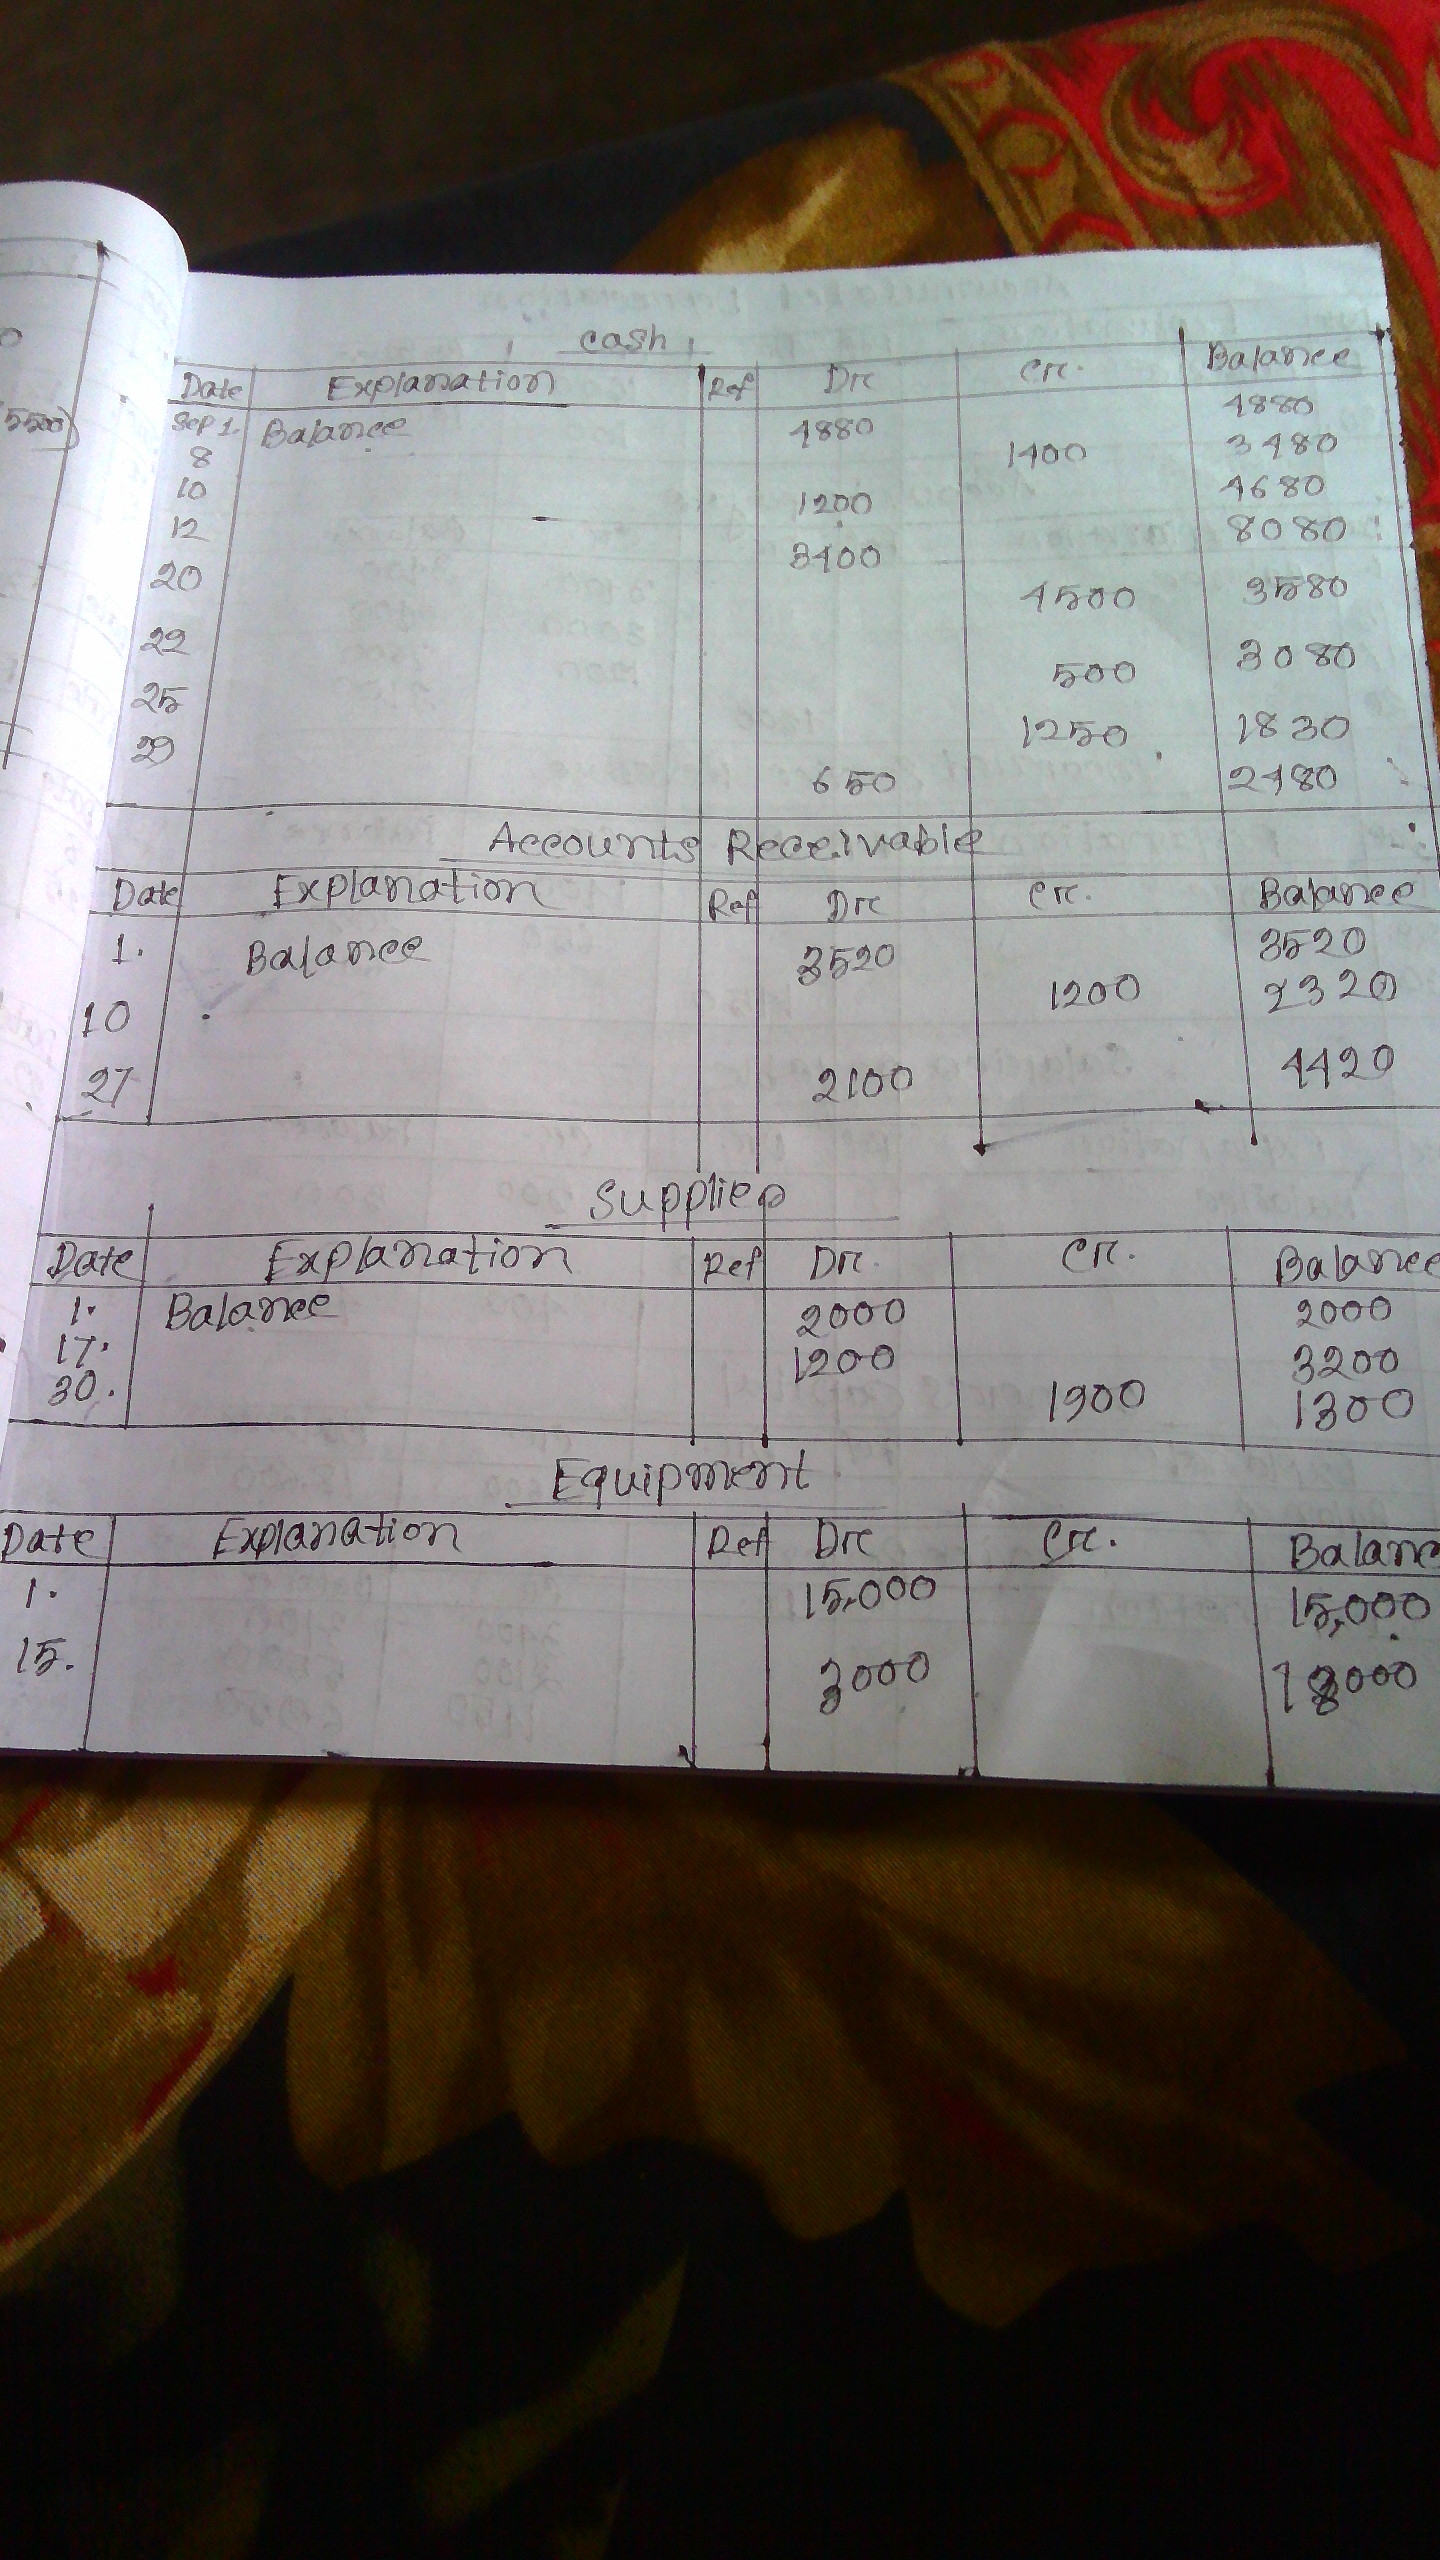 5500)
Cash
Date Explanation Ref Dr Cr. Balance
Sep 1. Balance 4880 4880
8 1400 3480
10 1200 4680
12 3400 8080
20 4500 3580
22 500 3080
25 1250 1830
29 650 2480
Accounts Receivable
Date Explanation Ref Dr Cr. Balance
1. Balance 3520 3520
10 1200 2320
27 2100 4420
Supplies
Date Explanation Ref Dr. Cr. Balance
1. Balance 2000 2000
17. 1200 3200
30. 1900 1300
Equipment
Date Explanation Ref Dr Cr. Balanc
1. 15,000 15,000
15. 3000 18000